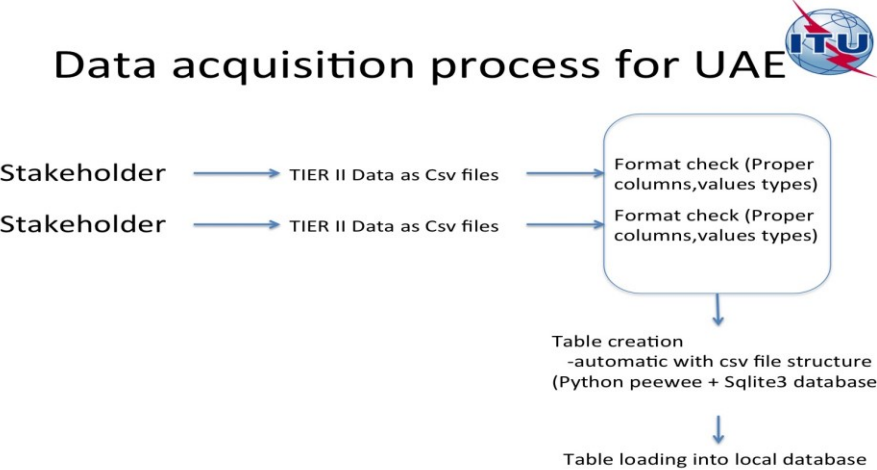 ITU
Data acquisition process for UAE
Stakeholder
TIER II Data as Csv files
Format check (Proper
columns,values types)
Stakeholder
TIER II Data as Csv files
Format check (Proper
columns,values types)
Table creation
-automatic with csv file structure
(Python peewee + Sqlite3 database
Table loading into local database